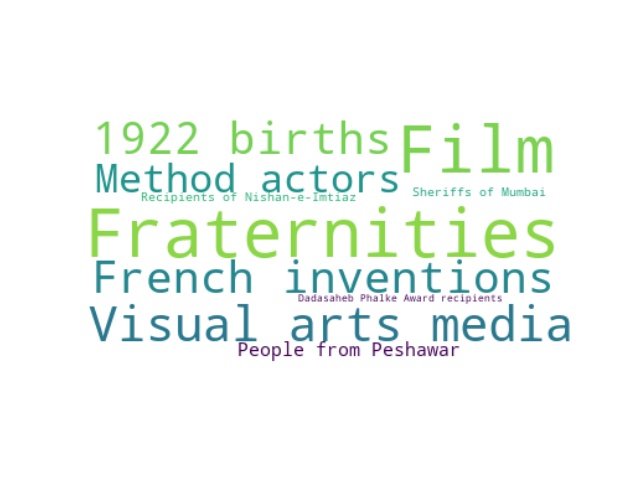 1922 births
Film
Method actors
Sheriffs of Mumbai
Recipients of Nishan-e-Imtiaz
Fraternities
French inventions
Dadasaheb Phalke Award recipients
Visual arts media
People from Peshawar